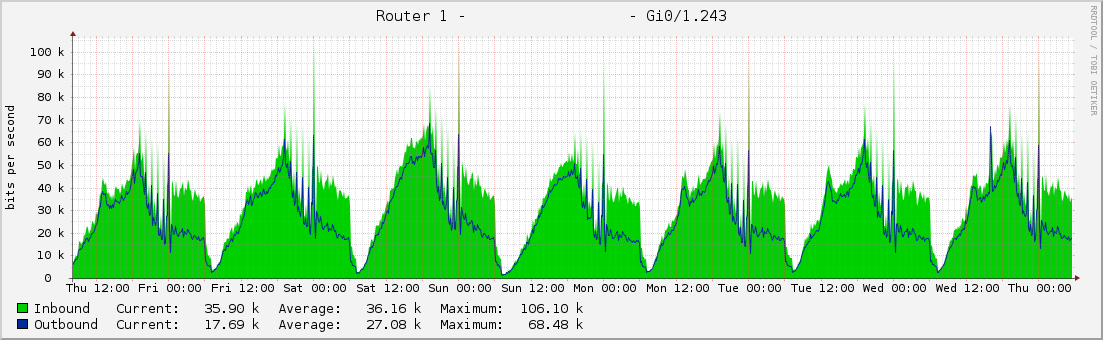 Router 1 - - Gi0/1.243
RRDTOOL / TOBI OETIKER
bits per second
100 k
90 k
80 k
70 k
60 k
50 k
40 k
30 k
20 k
10 k
0
Thu 12:00 Fri 00:00 Fri 12:00 Sat 00:00 Sat 12:00 Sun 00:00 Sun 12:00 Mon 00:00 Mon 12:00 Tue 00:00 Tue 12:00 Wed 00:00 Wed 12:00 Thu 00:00
Inbound Current: 35.90 k Average: 36.16 k Maximum: 106.10 k
Outbound Current: 17.69 k Average: 27.08 k Maximum: 68.48 k